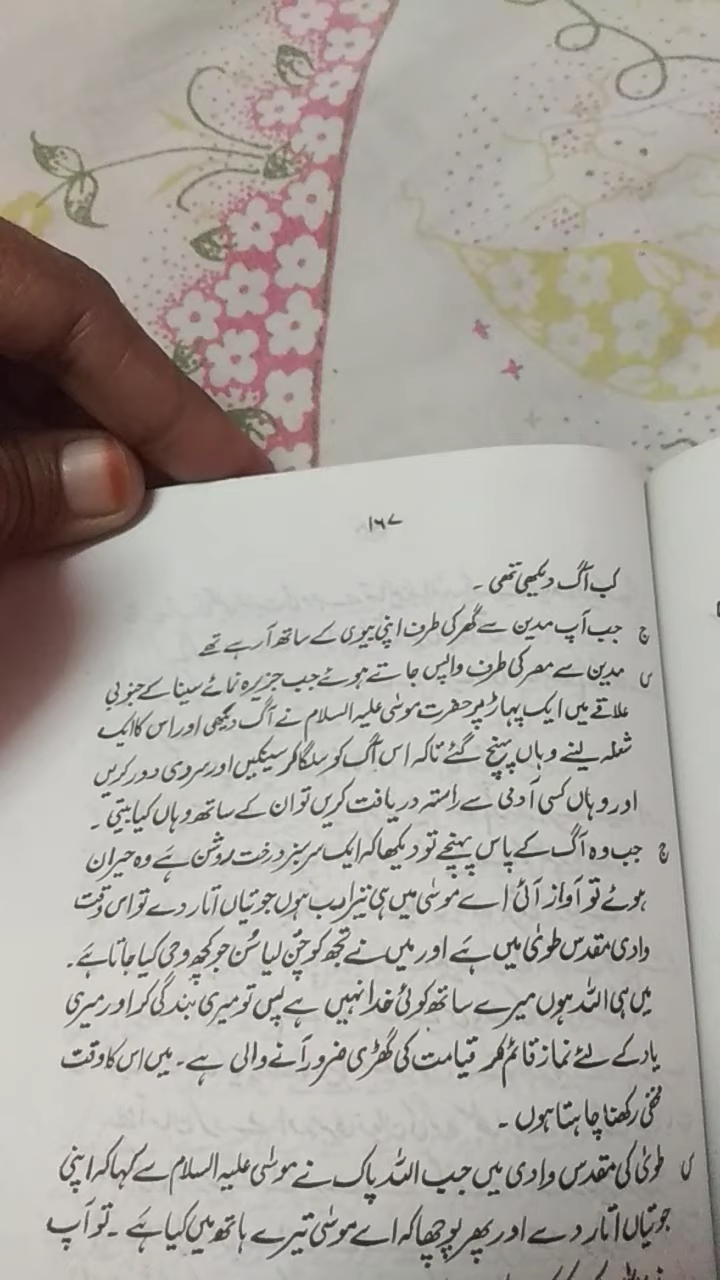 ۱۶۷
کب آگ دیکھی تھی ۔
ج جب آپ مدین سے گھر کی طرف اپنی بیوی کے ساتھ آرہے تھے
س مدین سے مصر کی طرف واپس جاتے ہوئے جب جزیرہ نمائے سینا کے جنوبی
علاقے میں ایک پہاڑ پر حضرت موسیٰ علیہ السلام نے آگ دیکھی اور اس کا ایک
شعلہ لینے وہاں پہنچ گئے تاکہ اس آگ کو سلگا کر سیکیں اور سردی دور کریں
اور وہاں کسی آدمی سے راستہ دریافت کریں تو ان کے ساتھ وہاں کیا بیتی ۔
ج جب وہ آگ کے پاس پہنچے تو دیکھا کہ ایک سرسبز درخت روشن ہے وہ حیران
ہوئے تو آواز آئی اے موسیٰ میں ہی تیرا رب ہوں جوتیاں اتار دے تو اس وقت
وادی مقدس طویٰ میں ہے اور میں نے تجھ کو چُن لیا سُن جو کچھ وحی کیا جاتا ہے۔
میں ہی اللہ ہوں میرے ساتھ کوئی خدا نہیں ہے پس تو میری بندگی کر اور میری
یاد کے لئے نماز قائم کر قیامت کی گھڑی ضرور آنے والی ہے۔ میں اس کا وقت
مخفی رکھنا چاہتا ہوں ۔
س طویٰ کی مقدس وادی میں جب اللہ پاک نے موسیٰ علیہ السلام سے کہا کہ اپنی
جوتیاں اتار دے اور پھر پوچھا کہ اے موسیٰ تیرے ہاتھ میں کیا ہے ۔ تو آپ